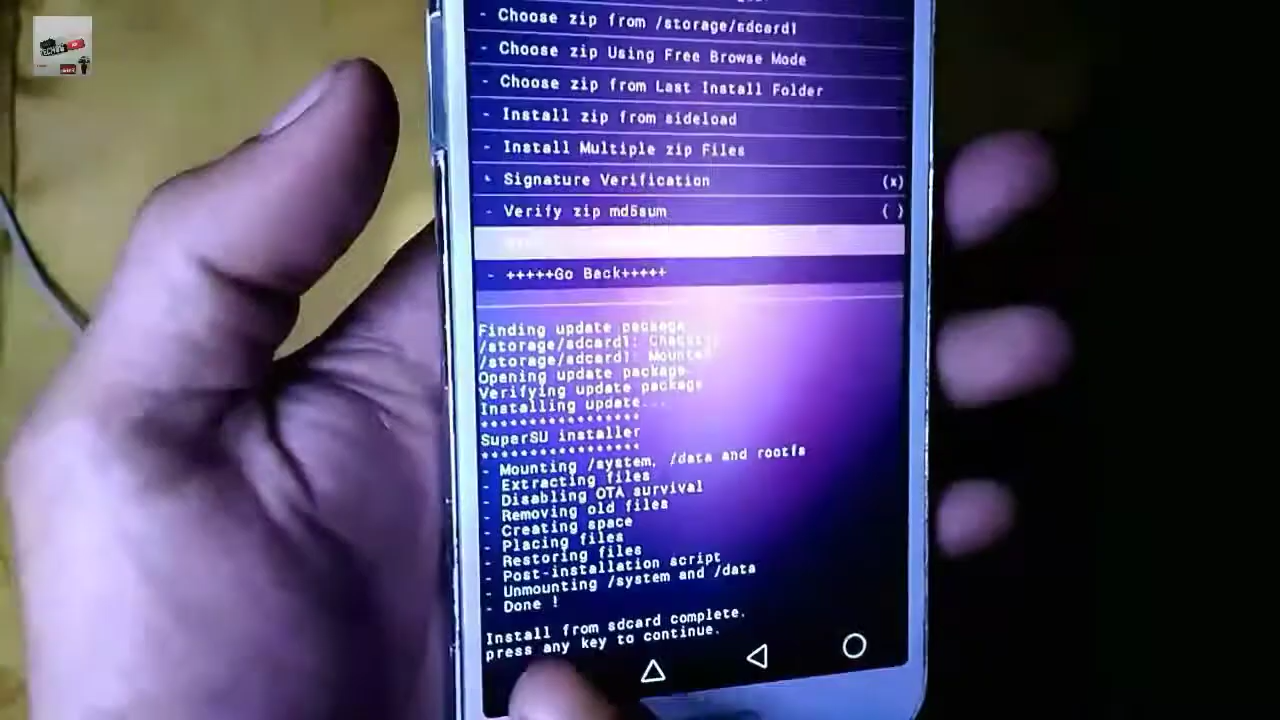 - Choose zip from /storage/sdcard1
- Choose zip Using Free Browse Mode
- Choose zip from Last Install Folder
- Install zip from sideload
- Install Multiple zip Files
- Signature Verification (x)
- Verify zip md5sum ( )
- +++++Go Back+++++
Finding update package
/storage/sdcard1:
/storage/sdcard1:
Opening update package
Verifying update package
Installing update...
*****************
SuperSU installer
*****************
- Mounting /system, /data and rootfs
- Extracting files
- Disabling OTA survival
- Removing old files
- Creating space
- Placing files
- Restoring files
- Post-installation script
- Unmounting /system and /data
- Done !
Install from sdcard complete.
press any key to continue.